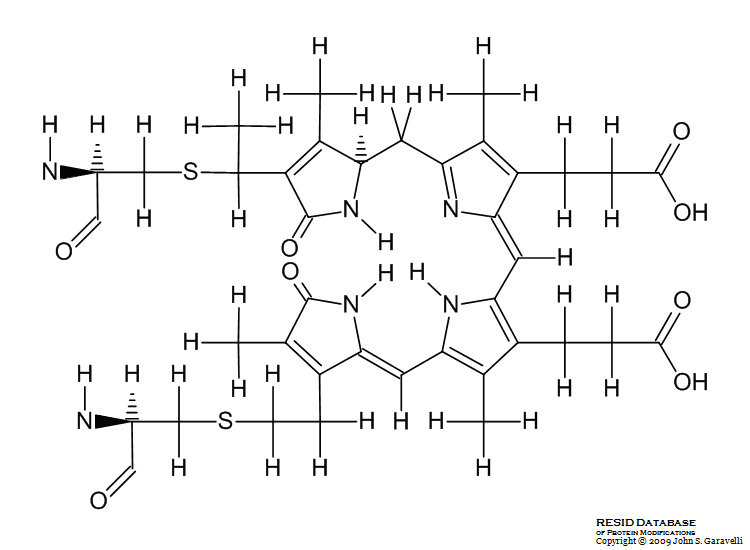 H H
H
H H H H H H
H
H H H H H H H O
N S
N N OH
H H H H
H
O O
H
O H H
H H H
N N O
H
H H H H
H H H OH
N S H H H H
H H H H
O
RESID DATABASE
OF PROTEIN MODIFICATIONS
Copyright © 2009 John S. Garavelli